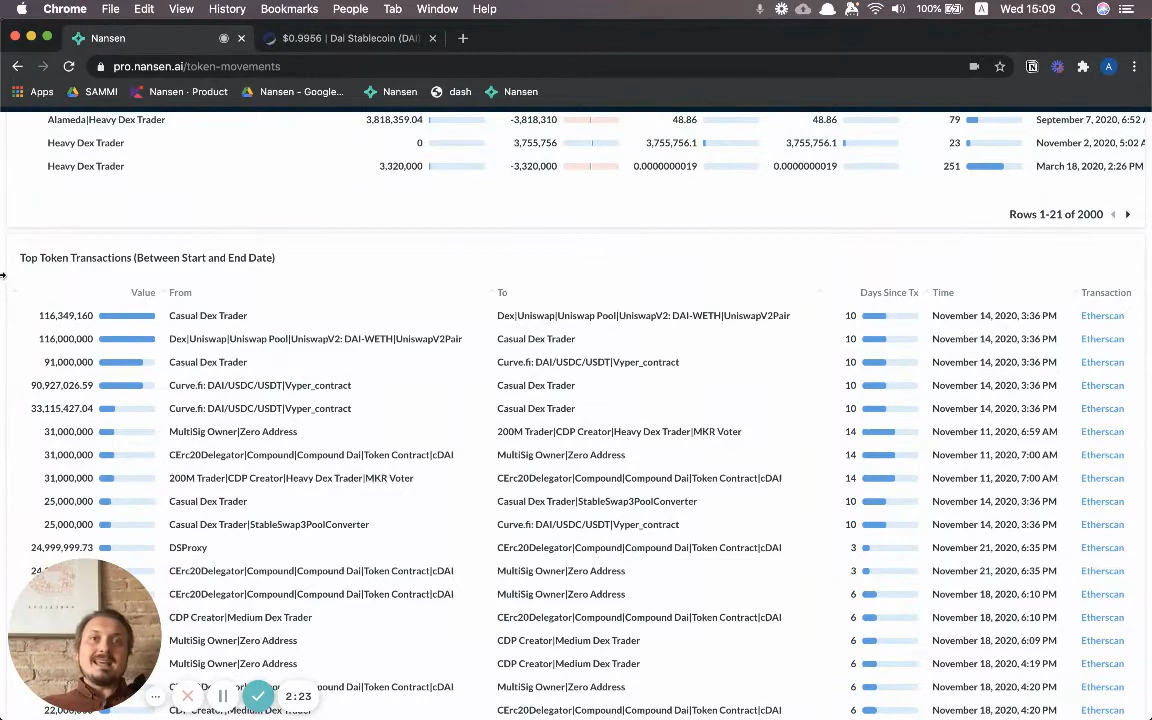 Chrome File Edit View History Bookmarks People Tab Window Help 100% A Wed 15:09
Nansen $0.9956 | Dai Stablecoin (DAI)
pro.nansen.ai/token-movements A
Apps SAMMI Nansen · Product Nansen - Google... Nansen dash Nansen
Alameda|Heavy Dex Trader 3,818,359.04 -3,818,310 48.86 48.86 79 September 7, 2020, 6:52
Heavy Dex Trader 0 3,755,756 3,755,756.1 3,755,756.1 23 November 2, 2020, 5:02 A
Heavy Dex Trader 3,320,000 -3,320,000 0.0000000019 0.0000000019 251 March 18, 2020, 2:26 PM
Rows 1-21 of 2000
Top Token Transactions (Between Start and End Date)
Value From To Days Since Tx Time Transaction
116,349,160 Casual Dex Trader Dex|Uniswap|Uniswap Pool|UniswapV2: DAI-WETH|UniswapV2Pair 10 November 14, 2020, 3:36 PM Etherscan
116,000,000 Dex|Uniswap|Uniswap Pool|UniswapV2: DAI-WETH|UniswapV2Pair Casual Dex Trader 10 November 14, 2020, 3:36 PM Etherscan
91,000,000 Casual Dex Trader Curve.fi: DAI/USDC/USDT|Vyper_contract 10 November 14, 2020, 3:36 PM Etherscan
90,927,026.59 Curve.fi: DAI/USDC/USDT|Vyper_contract Casual Dex Trader 10 November 14, 2020, 3:36 PM Etherscan
33,115,427.04 Curve.fi: DAI/USDC/USDT|Vyper_contract Casual Dex Trader 10 November 14, 2020, 3:36 PM Etherscan
31,000,000 MultiSig Owner|Zero Address 200M Trader|CDP Creator|Heavy Dex Trader|MKR Voter 14 November 11, 2020, 6:59 AM Etherscan
31,000,000 CErc20Delegator|Compound|Compound Dai|Token Contract|cDAI MultiSig Owner|Zero Address 14 November 11, 2020, 7:00 AM Etherscan
31,000,000 200M Trader|CDP Creator|Heavy Dex Trader|MKR Voter CErc20Delegator|Compound|Compound Dai|Token Contract|cDAI 14 November 11, 2020, 7:00 AM Etherscan
25,000,000 Casual Dex Trader Casual Dex Trader|StableSwap3PoolConverter 10 November 14, 2020, 3:36 PM Etherscan
25,000,000 Casual Dex Trader|StableSwap3PoolConverter Curve.fi: DAI/USDC/USDT|Vyper_contract 10 November 14, 2020, 3:36 PM Etherscan
24,999,999.73 DSProxy CErc20Delegator|Compound|Compound Dai|Token Contract|cDAI 3 November 21, 2020, 6:35 PM Etherscan
CErc20Delegator|Compound|Compound Dai|Token Contract|cDAI MultiSig Owner|Zero Address 3 November 21, 2020, 6:35 PM Etherscan
CErc20Delegator|Compound|Compound Dai|Token Contract|cDAI MultiSig Owner|Zero Address 6 November 18, 2020, 6:10 PM Etherscan
CDP Creator|Medium Dex Trader CErc20Delegator|Compound|Compound Dai|Token Contract|cDAI 6 November 18, 2020, 6:10 PM Etherscan
MultiSig Owner|Zero Address CDP Creator|Medium Dex Trader 6 November 18, 2020, 6:09 PM Etherscan
MultiSig Owner|Zero Address CDP Creator|Medium Dex Trader 6 November 18, 2020, 4:19 PM Etherscan
CErc20Delegator|Compound|Compound Dai|Token Contract|cDAI MultiSig Owner|Zero Address 6 November 18, 2020, 4:20 PM Etherscan
CDP Creator|Medium Dex Trader CErc20Delegator|Compound|Compound Dai|Token Contract|cDAI 6 November 18, 2020, 4:20 PM Etherscan
2:23